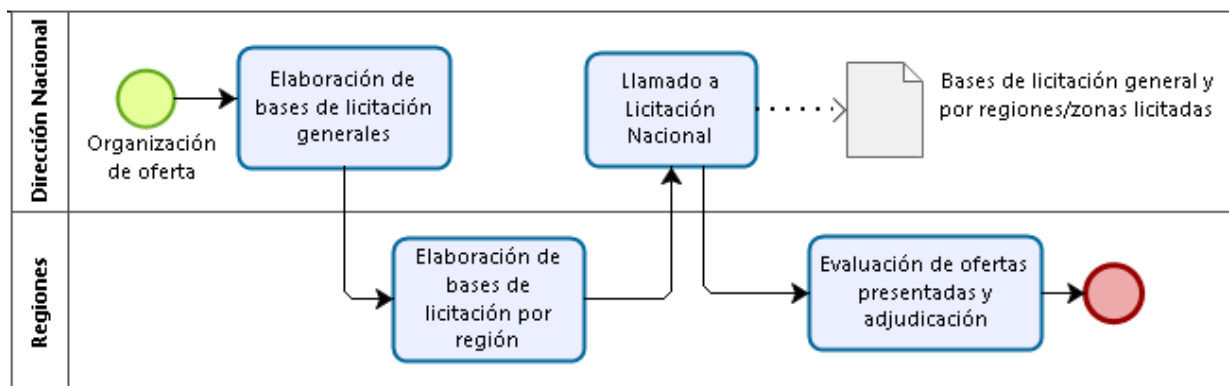 Dirección Nacional
Organización
de oferta
Elaboración de
bases de licitación
generales
Llamado a
Licitación
Nacional
Bases de licitación general y
por regiones/zonas licitadas
Regiones
Elaboración de
bases de
licitación por
región
Evaluación de ofertas
presentadas y
adjudicación